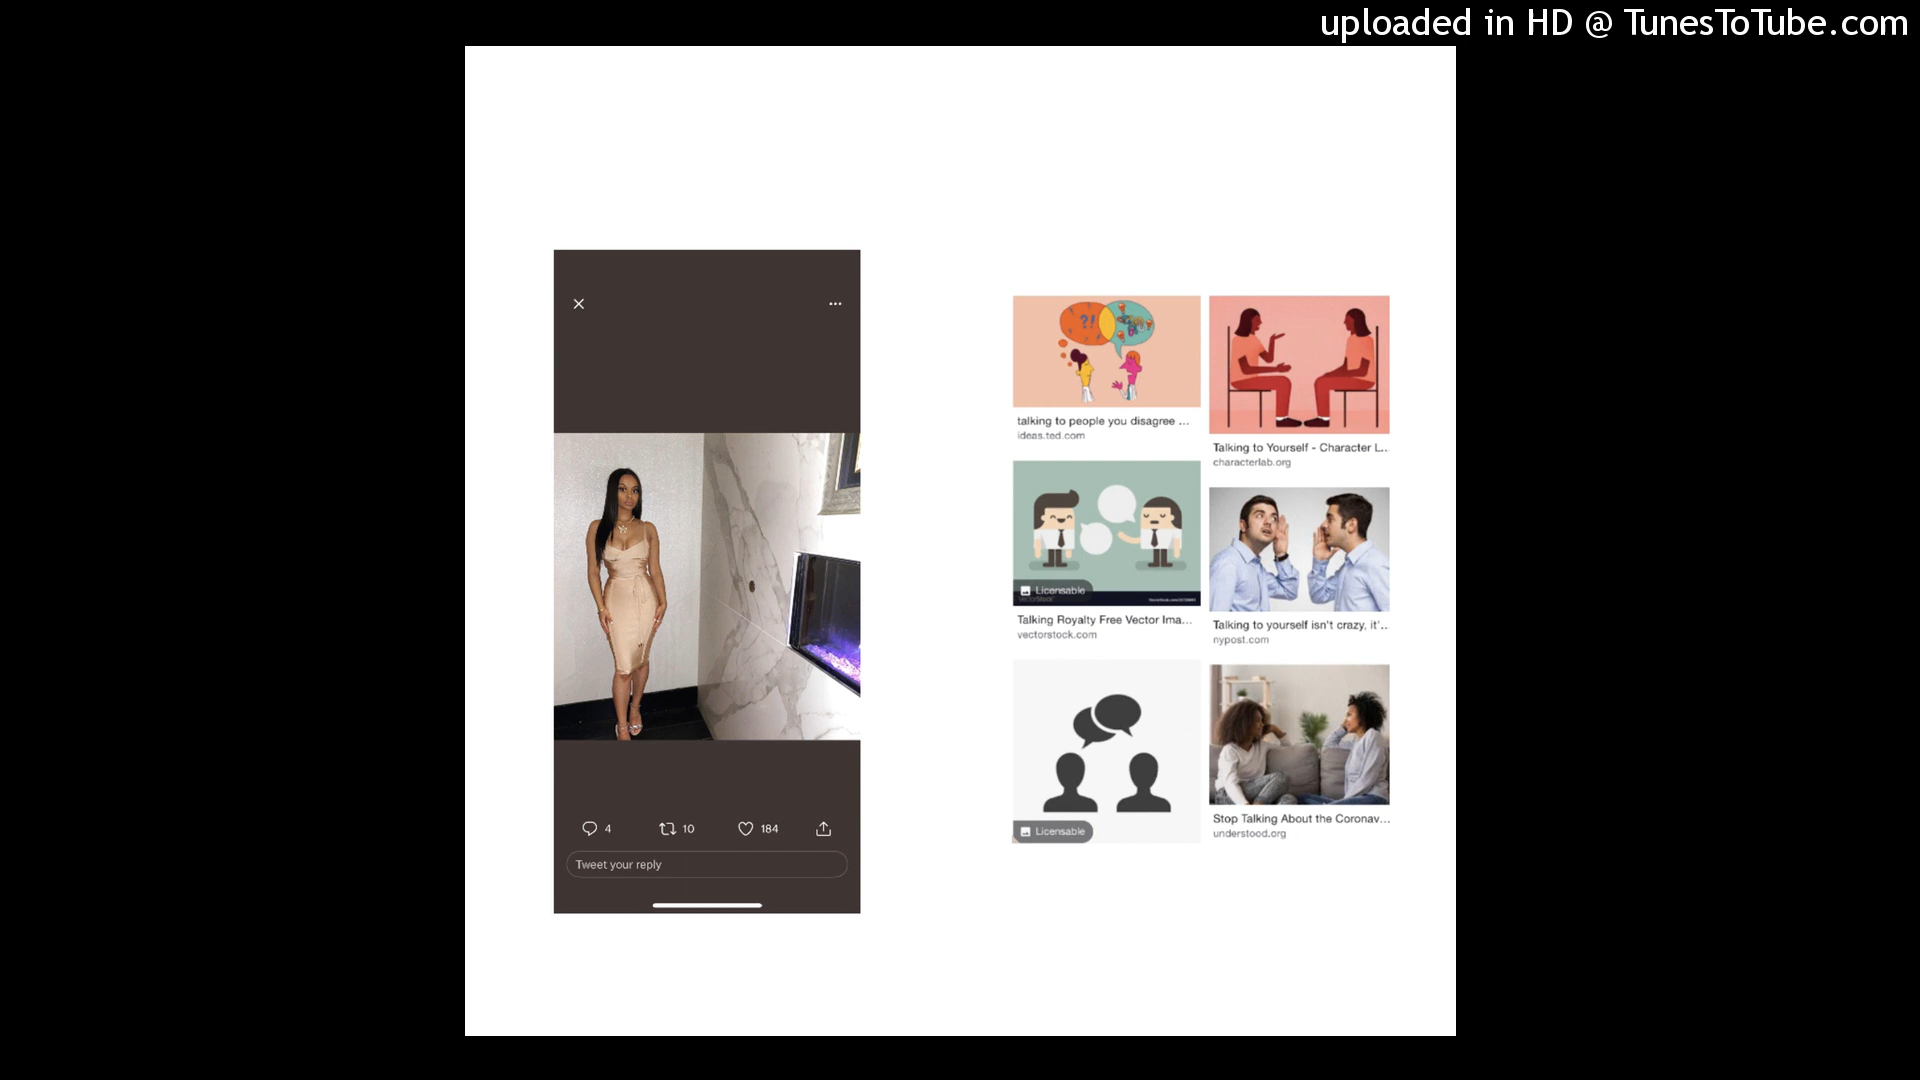 uploaded in HD @ TunesToTube.com
4
10
184
Tweet your reply
?!
talking to people you disagree ...
ideas.ted.com
Talking to Yourself - Character L...
characterlab.org
Licensable
VectorStock
Talking Royalty Free Vector Ima...
vectorstock.com
Talking to yourself isn't crazy, it'...
nypost.com
Licensable
Stop Talking About the Coronav...
understood.org